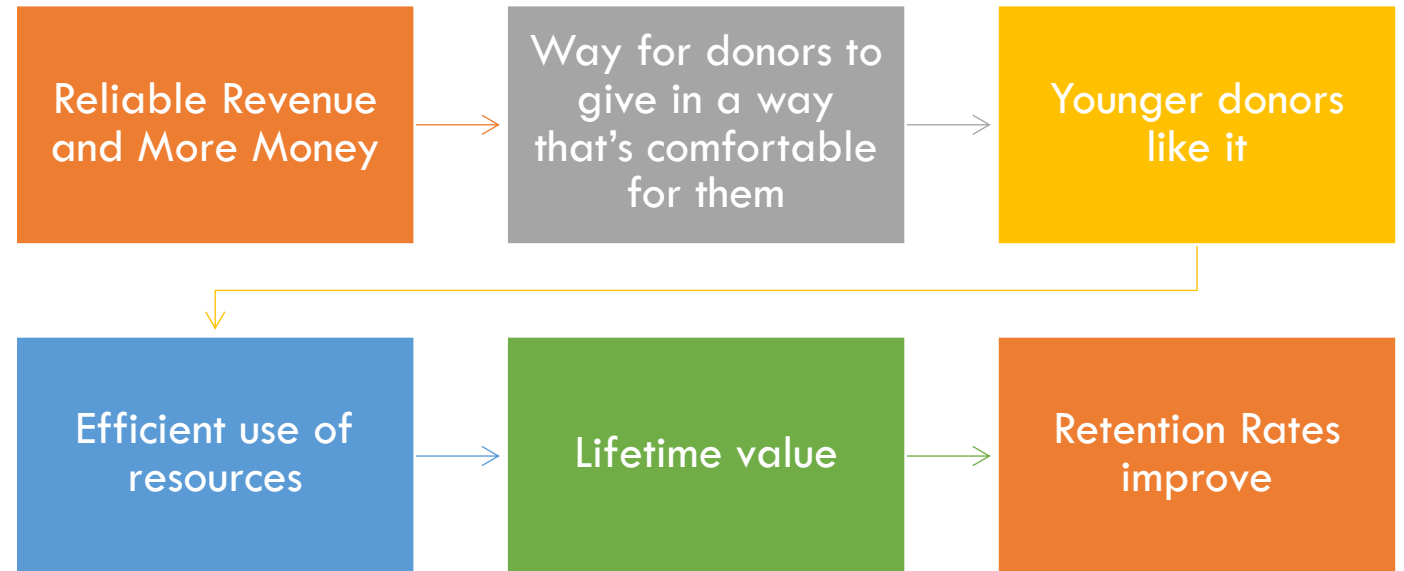 Reliable Revenue
and More Money
Way for donors to
give in a way
that’s comfortable
for them
Younger donors
like it
Efficient use of
resources
Lifetime value
Retention Rates
improve